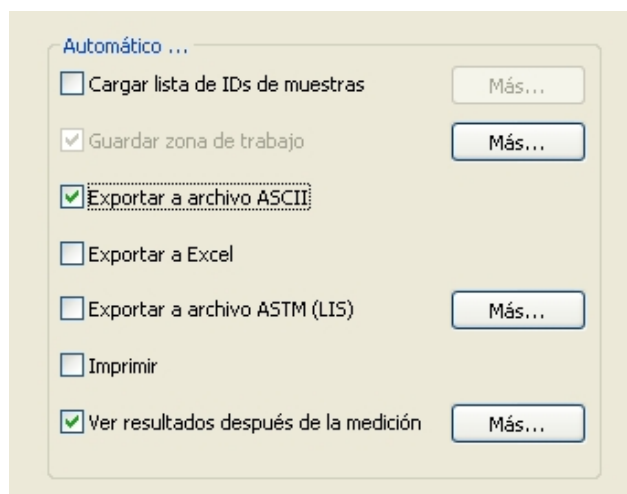 Automático ...
Cargar lista de IDs de muestras Más...
Guardar zona de trabajo Más...
Exportar a archivo ASCII
Exportar a Excel
Exportar a archivo ASTM (LIS) Más...
Imprimir
Ver resultados después de la medición Más...